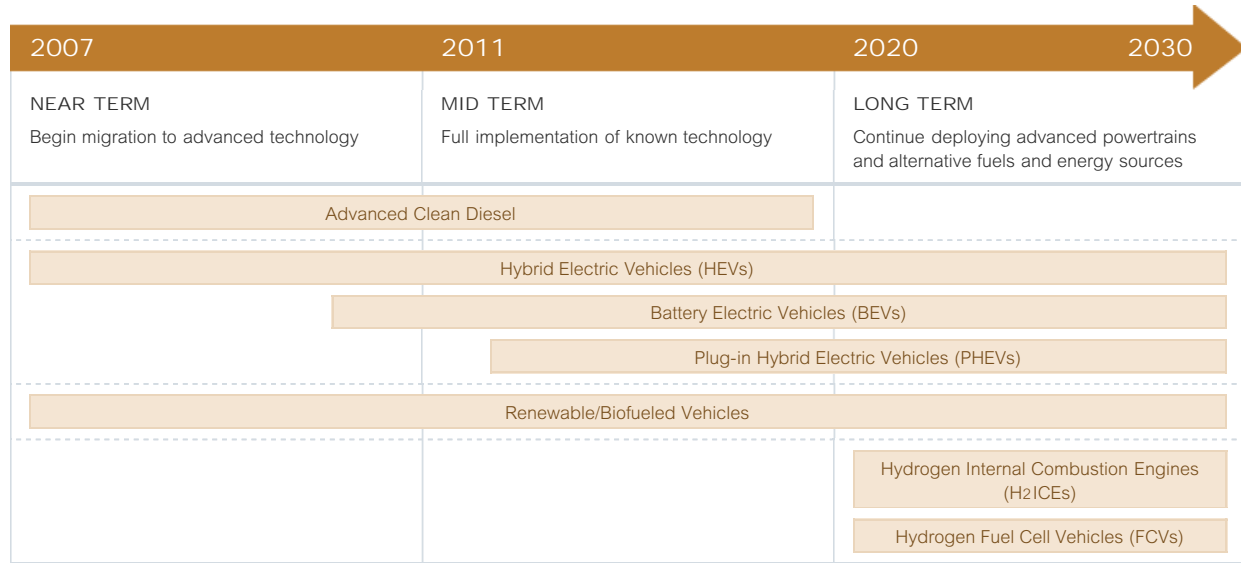 2007 2011 2020 2030
NEAR TERM
Begin migration to advanced technology
MID TERM
Full implementation of known technology
LONG TERM
Continue deploying advanced powertrains
and alternative fuels and energy sources
Advanced Clean Diesel
Hybrid Electric Vehicles (HEVs)
Battery Electric Vehicles (BEVs)
Plug-in Hybrid Electric Vehicles (PHEVs)
Renewable/Biofueled Vehicles
Hydrogen Internal Combustion Engines
(H2ICEs)
Hydrogen Fuel Cell Vehicles (FCVs)